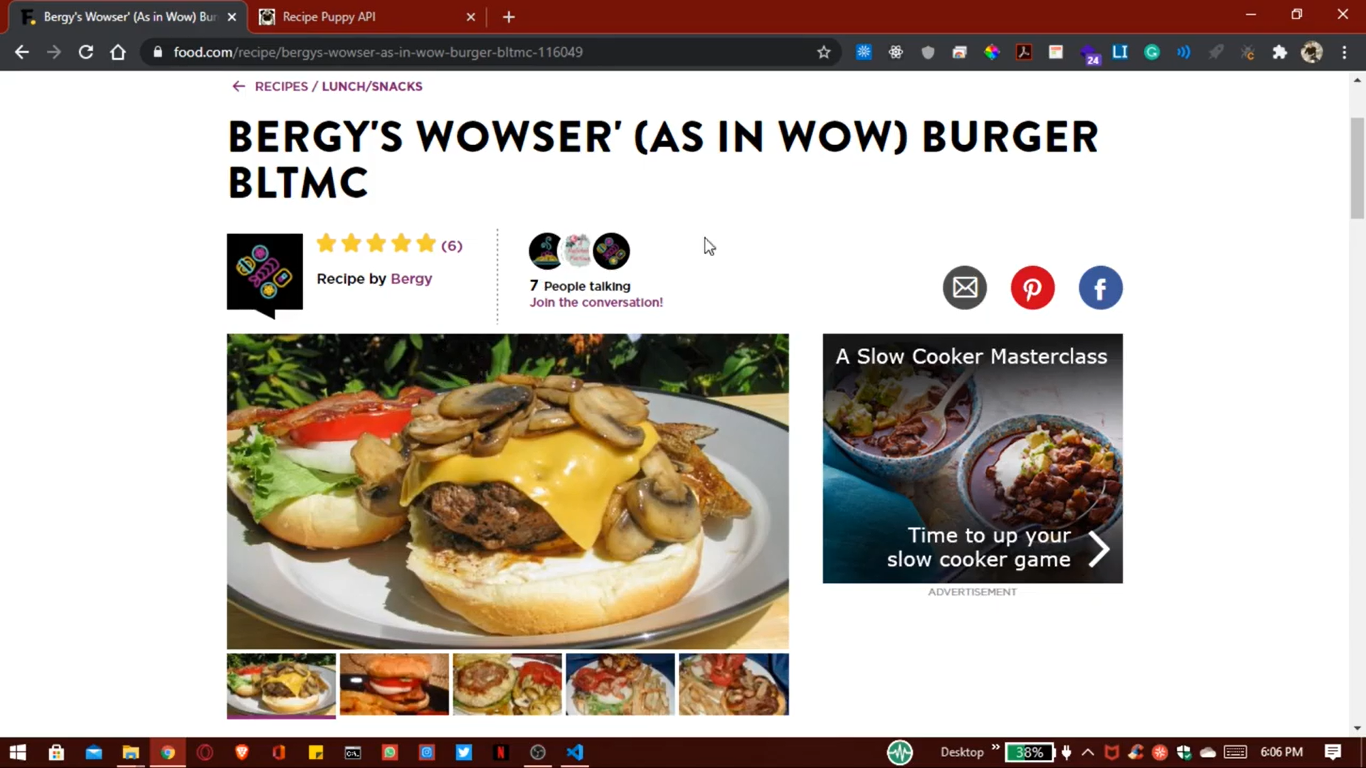 Bergy's Wowser' (As in Wow) Bur
Recipe Puppy API
food.com/recipe/bergys-wowser-as-in-wow-burger-bltmc-116049
24
LI
RECIPES / LUNCH/SNACKS
BERGY'S WOWSER' (AS IN WOW) BURGER
BLTMC
(6)
Recipe by Bergy
7 People talking
Join the conversation!
A Slow Cooker Masterclass
Time to up your
slow cooker game
ADVERTISEMENT
Desktop
38%
6:06 PM